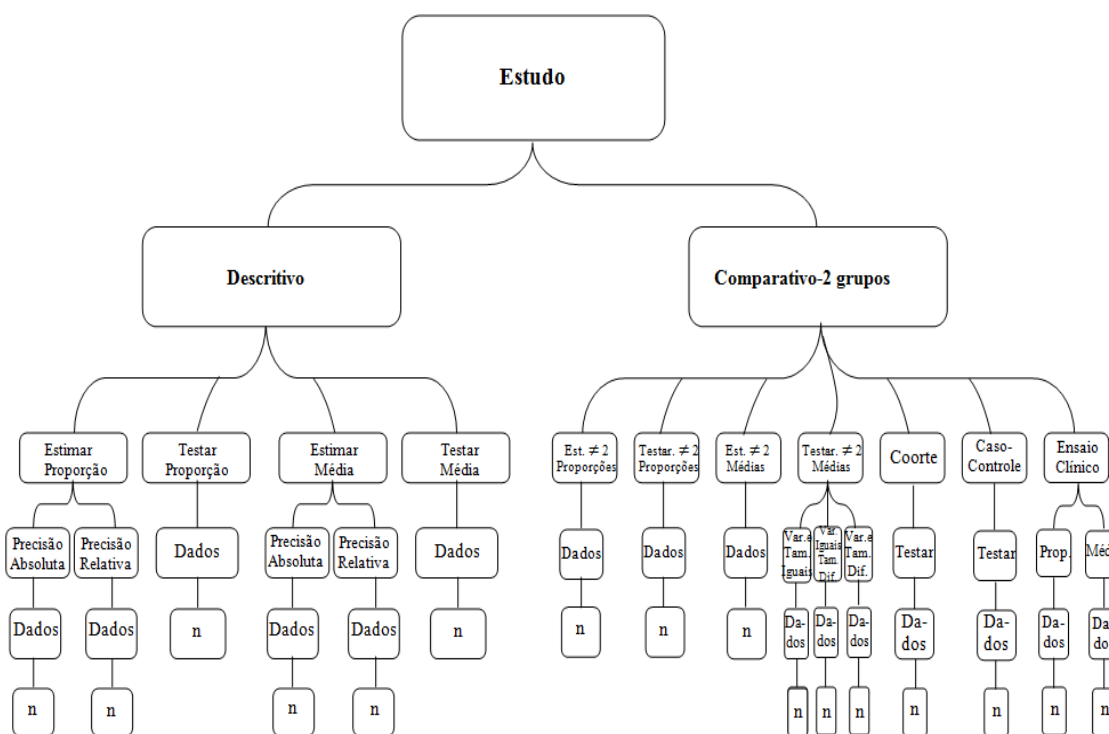 Estudo
Descritivo
Comparativo-2 grupos
Estimar
Proporção
Testar
Proporção
Estimar
Média
Testar
Média
Est. ≠ 2
Proporções
Testar. ≠ 2
Proporções
Est. ≠ 2
Médias
Testar. ≠ 2
Médias
Coorte
Caso-
Controle
Ensaio
Clínico
Precisão
Absoluta
Precisão
Relativa
Dados
Precisão
Absoluta
Precisão
Relativa
Dados
Dados
Dados
Dados
Var.e
Tam.
Iguais
Var.
Iguais
Tam.
Dif.
Var.e
Tam.
Dif.
Testar
Testar
Prop.
Méd
Dados
Dados
n
Dados
Dados
n
n
n
n
Da-
dos
Da-
dos
Da-
dos
Da-
dos
Da-
dos
Da-
dos
Da-
dos
n
n
n
n
n
n
n
n
n
n
n